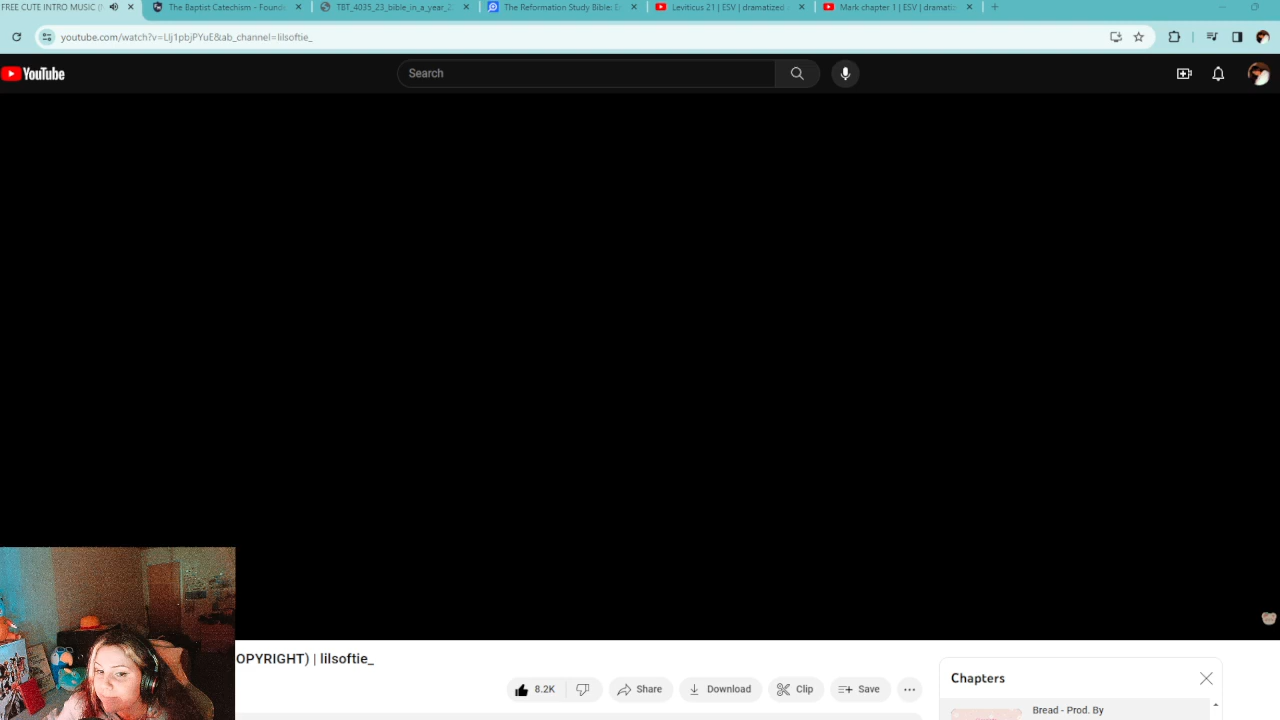 FREE CUTE INTRO MUSIC (
The Baptist Catechism - Found
TBT_4035_23_bible_in_a_year_2
The Reformation Study Bible: E
Leviticus 21 | ESV | dramatized
Mark chapter 1 | ESV | dramatiz
youtube.com/watch?v=LIj1pbjPYuE&ab_channel=lilsoftie_
YouTube
Search
OPYRIGHT) | lilsoftie_
8.2K
Share
Download
Clip
Save
Chapters
Bread - Prod. By